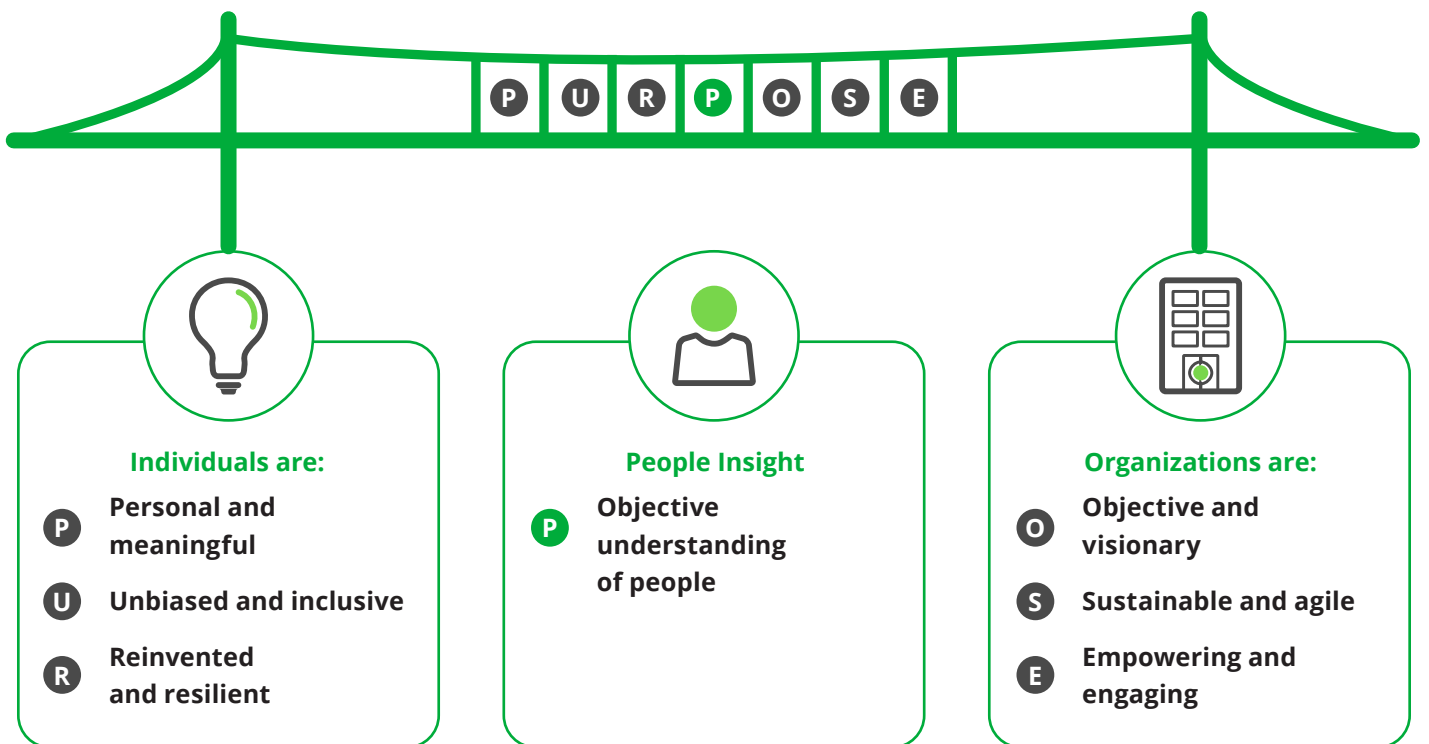 P U R P O S E
Individuals are:
P
Personal and
meaningful
U
Unbiased and inclusive
R
Reinvented
and resilient
People Insight
P
Objective
understanding
of people
Organizations are:
O
Objective and
visionary
S
Sustainable and agile
E
Empowering and
engaging